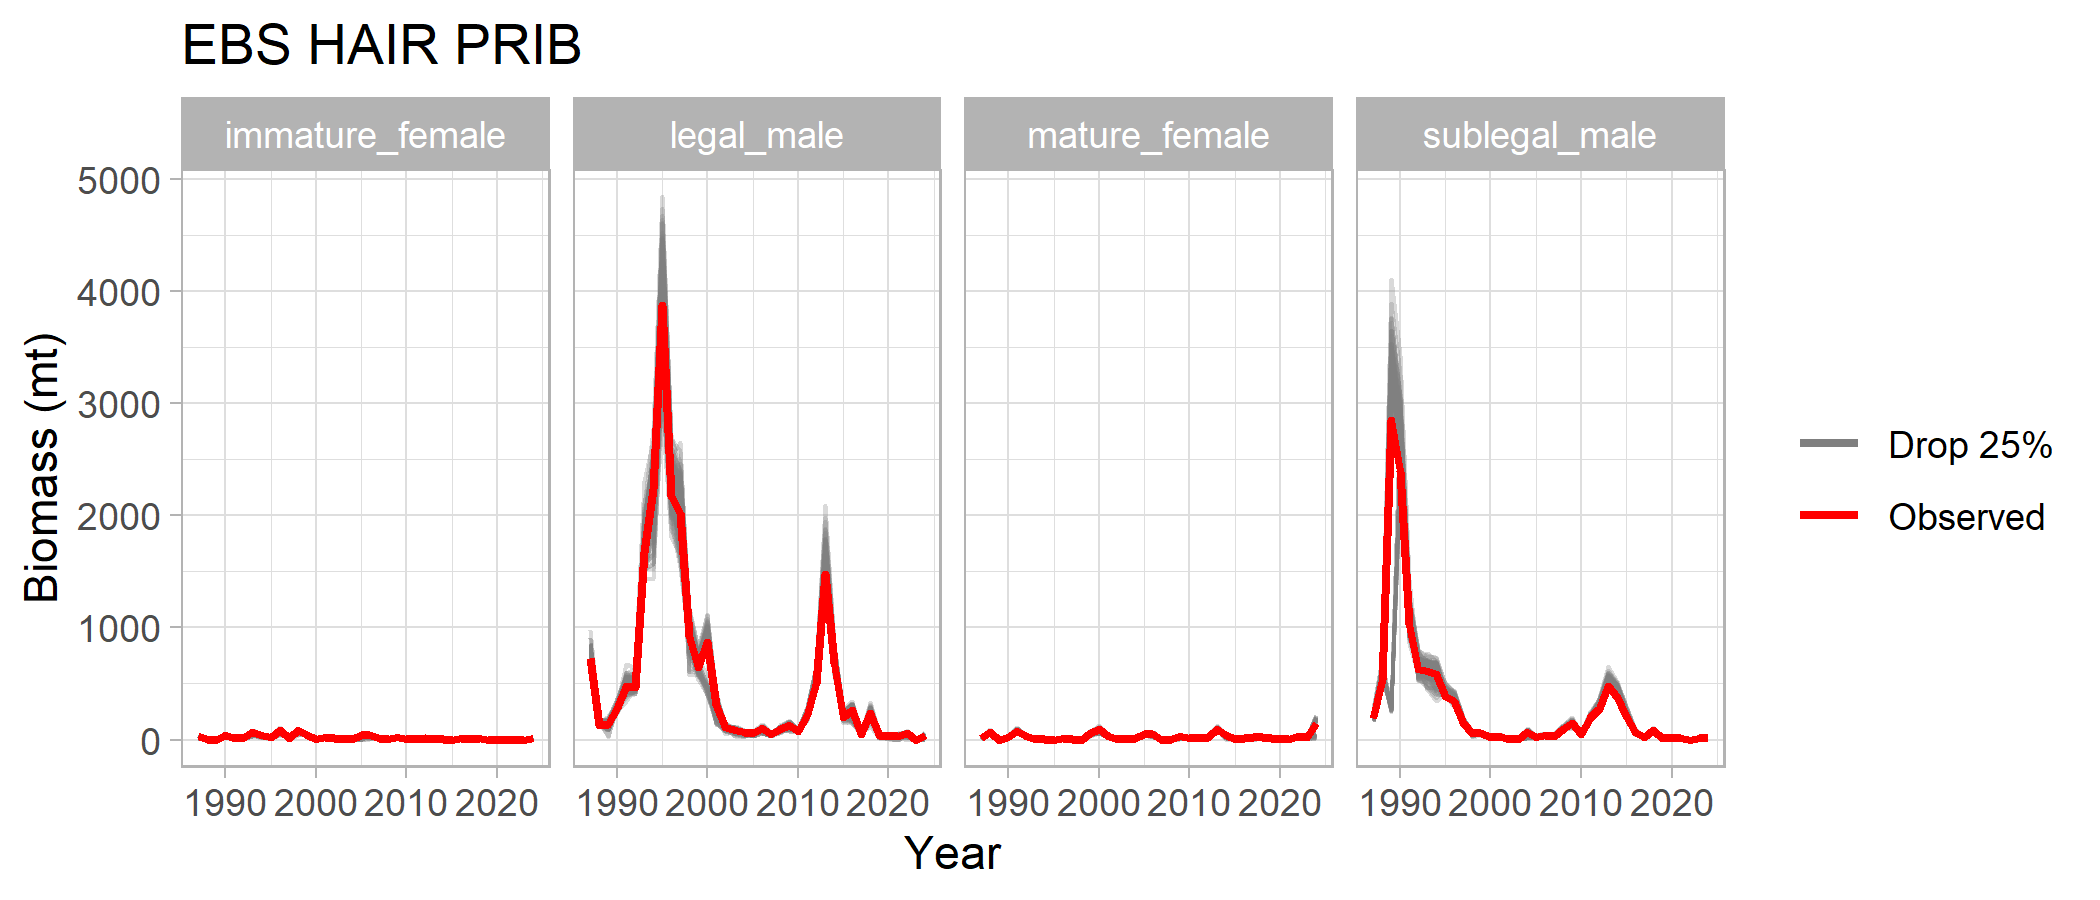 EBS HAIR PRIB
immature_female legal_male mature_female sublegal_male
5000
4000
3000
2000
1000
0
Biomass (mt)
1990 2000 2010 2020 1990 2000 2010 2020 1990 2000 2010 2020 1990 2000 2010 2020
Year
Drop 25%
Observed